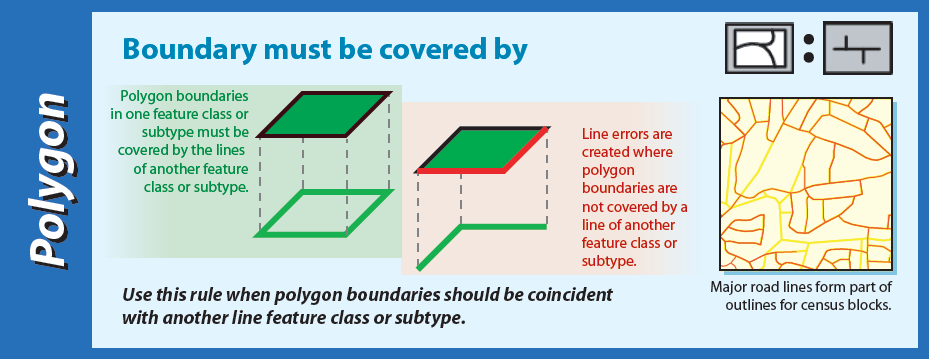 Polygon
Boundary must be covered by
Polygon boundaries
in one feature class or
subtype must be
covered by the lines
of another feature
class or subtype.
Line errors are
created where
polygon
boundaries are
not covered by a
line of another
feature class or
subtype.
Use this rule when polygon boundaries should be coincident
with another line feature class or subtype.
Major road lines form part of
outlines for census blocks.